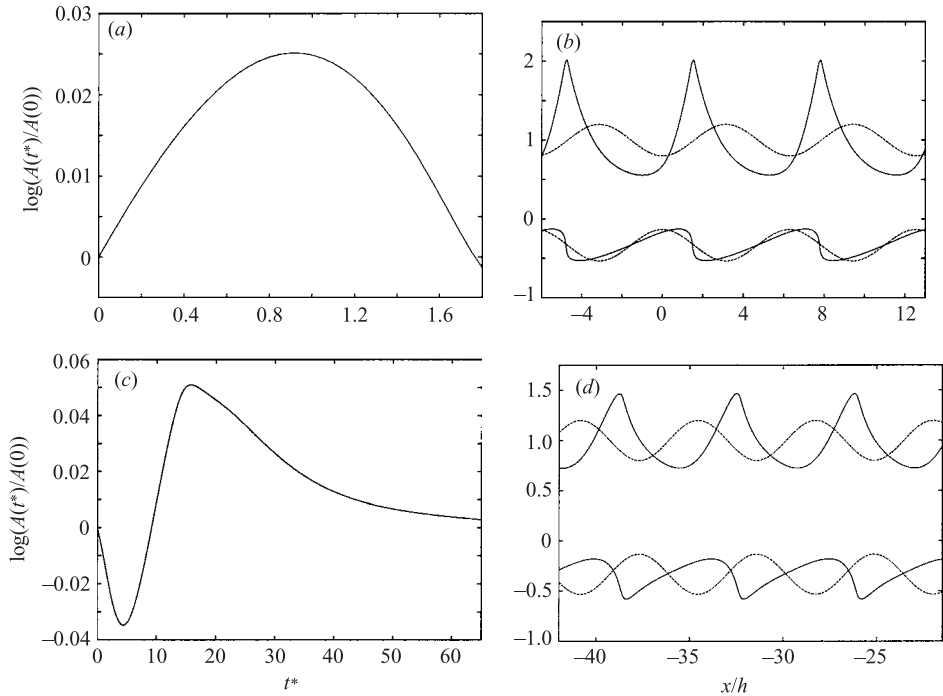 (a)
0.03
0.02
0.01
0
log(A(t*)/A(0))
0 0.4 0.8 1.2 1.6
(b)
2
1
0
–1
–4 0 4 8 12
(c)
0.06
0.04
0.02
0
–0.02
–0.04
log(A(t*)/A(0))
0 10 20 30 40 50 60
t*
(d)
1.5
1.0
0.5
0
–0.5
–1.0
–40 –35 –30 –25
x/h